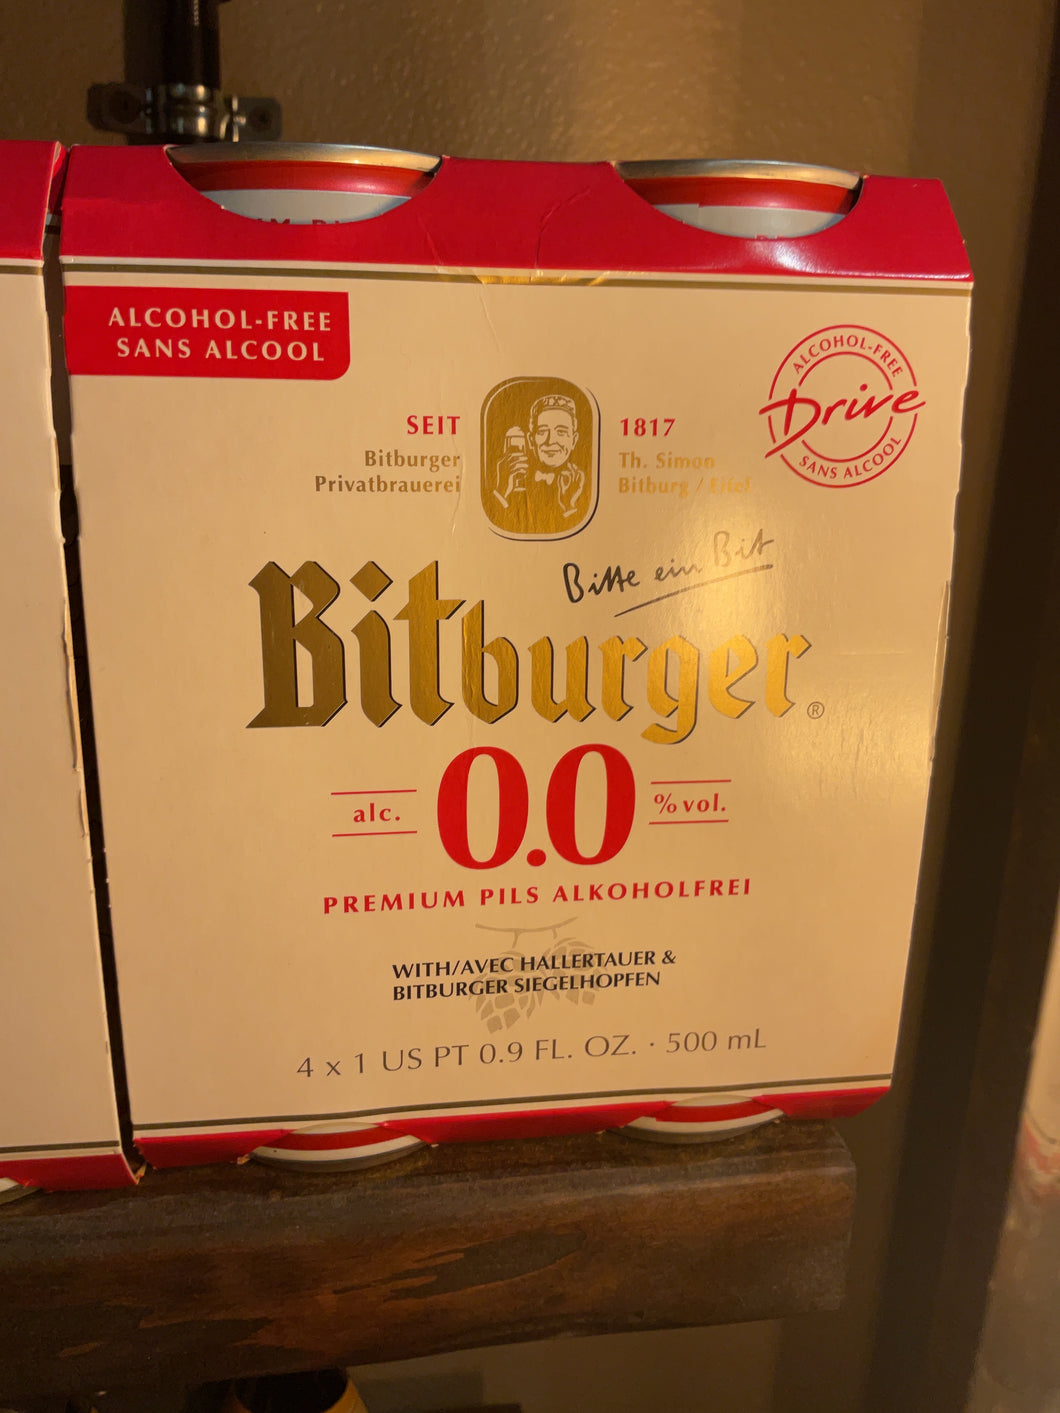 ALCOHOL-FREE
SANS ALCOOL
ALCOHOL-FREE
Drive
SANS ALCOOL
SEIT
1817
Bitburger
Privatbrauerei
Th. Simon
Bitburg / Eifel
Bitte ein Bit
Bitburger®
alc. 0.0 % vol.
PREMIUM PILS ALKOHOLFREI
WITH/AVEC HALLERTAUER &
BITBURGER SIEGELHOPFEN
4 x 1 US PT 0.9 FL. OZ. · 500 mL